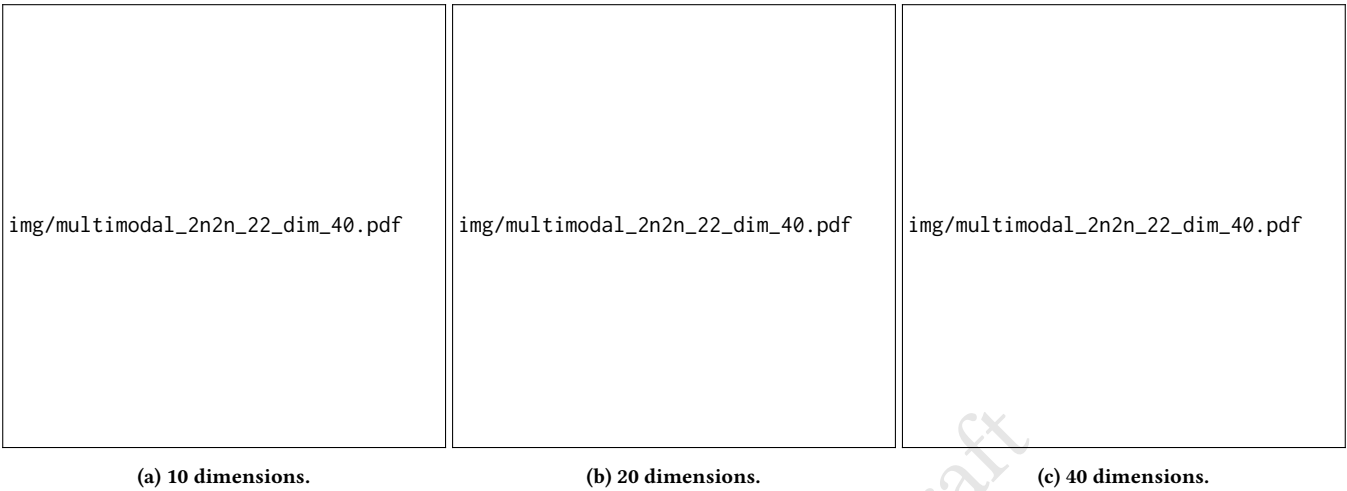 img/multimodal_2n2n_22_dim_40.pdf
img/multimodal_2n2n_22_dim_40.pdf
img/multimodal_2n2n_22_dim_40.pdf
(a) 10 dimensions.
(b) 20 dimensions.
(c) 40 dimensions.